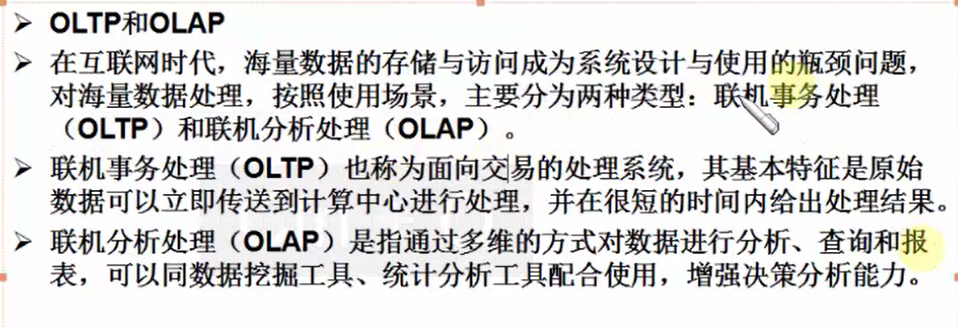 ➢ OLTP和OLAP
➢ 在互联网时代，海量数据的存储与访问成为系统设计与使用的瓶颈问题，
对海量数据处理，按照使用场景，主要分为两种类型：联机事务处理
（OLTP）和联机分析处理（OLAP）。
➢ 联机事务处理（OLTP）也称为面向交易的处理系统，其基本特征是原始
数据可以立即传送到计算中心进行处理，并在很短的时间内给出处理结果。
➢ 联机分析处理（OLAP）是指通过多维的方式对数据进行分析、查询和报
表，可以同数据挖掘工具、统计分析工具配合使用，增强决策分析能力。